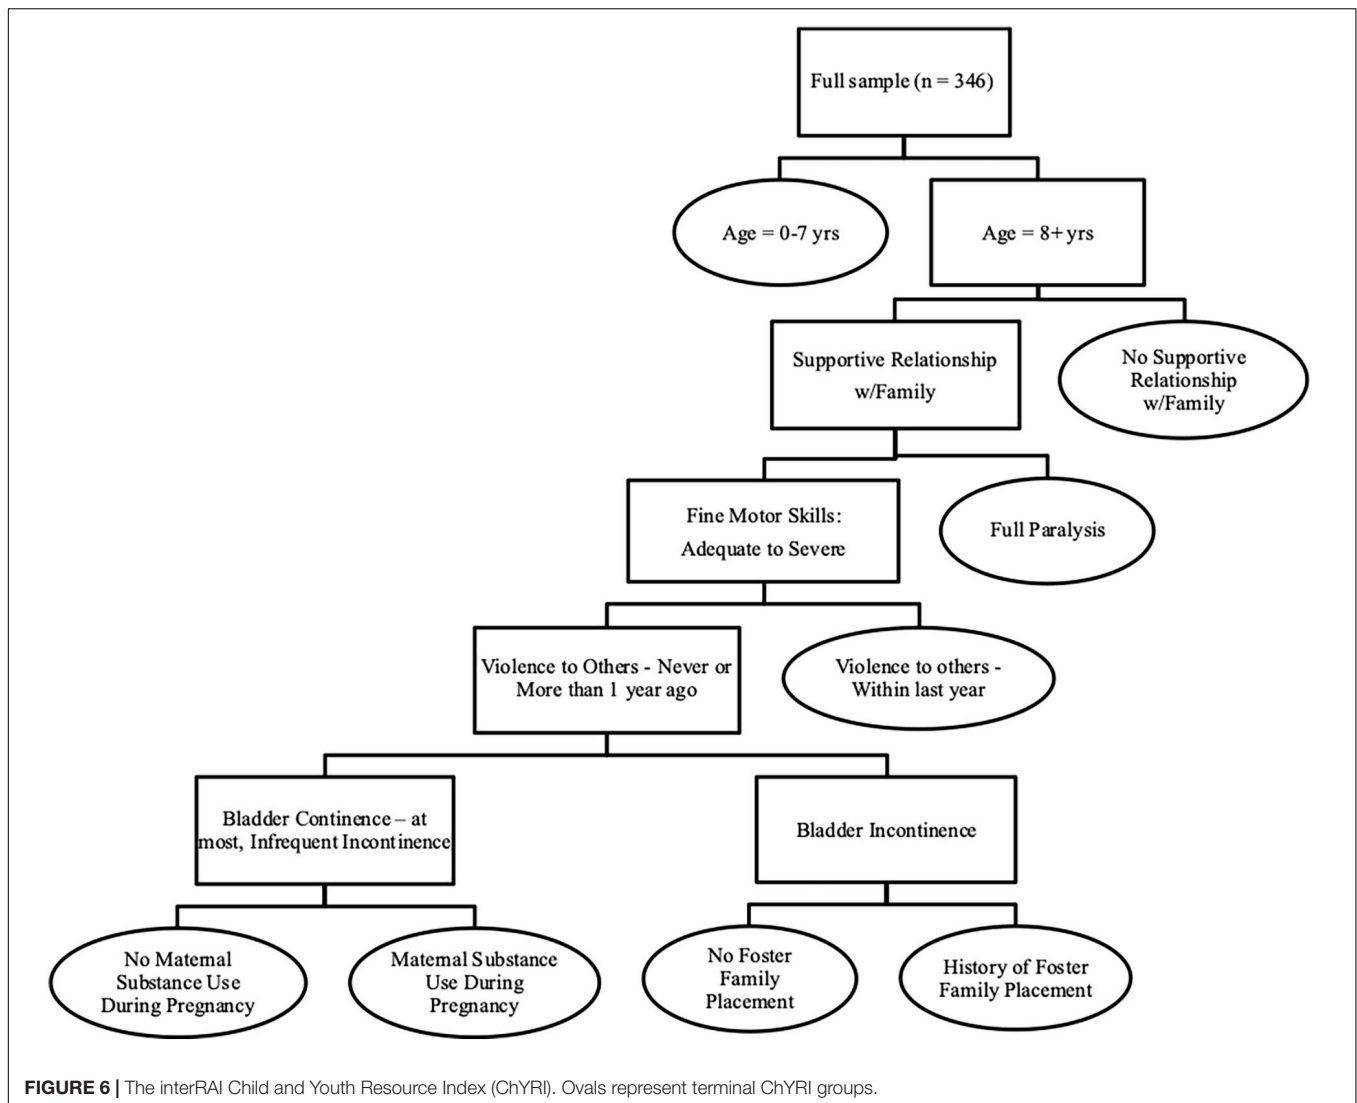 Full sample (n = 346)
Age = 0-7 yrs
Age = 8+ yrs
Supportive Relationship
w/Family
No Supportive
Relationship
w/Family
Fine Motor Skills:
Adequate to Severe
Full Paralysis
Violence to Others - Never or
More than 1 year ago
Violence to others -
Within last year
Bladder Continence – at
most, Infrequent Incontinence
Bladder Incontinence
No Maternal
Substance Use
During Pregnancy
Maternal Substance
Use During
Pregnancy
No Foster
Family
Placement
History of Foster
Family Placement
FIGURE 6 | The interRAI Child and Youth Resource Index (ChYRI). Ovals represent terminal ChYRI groups.